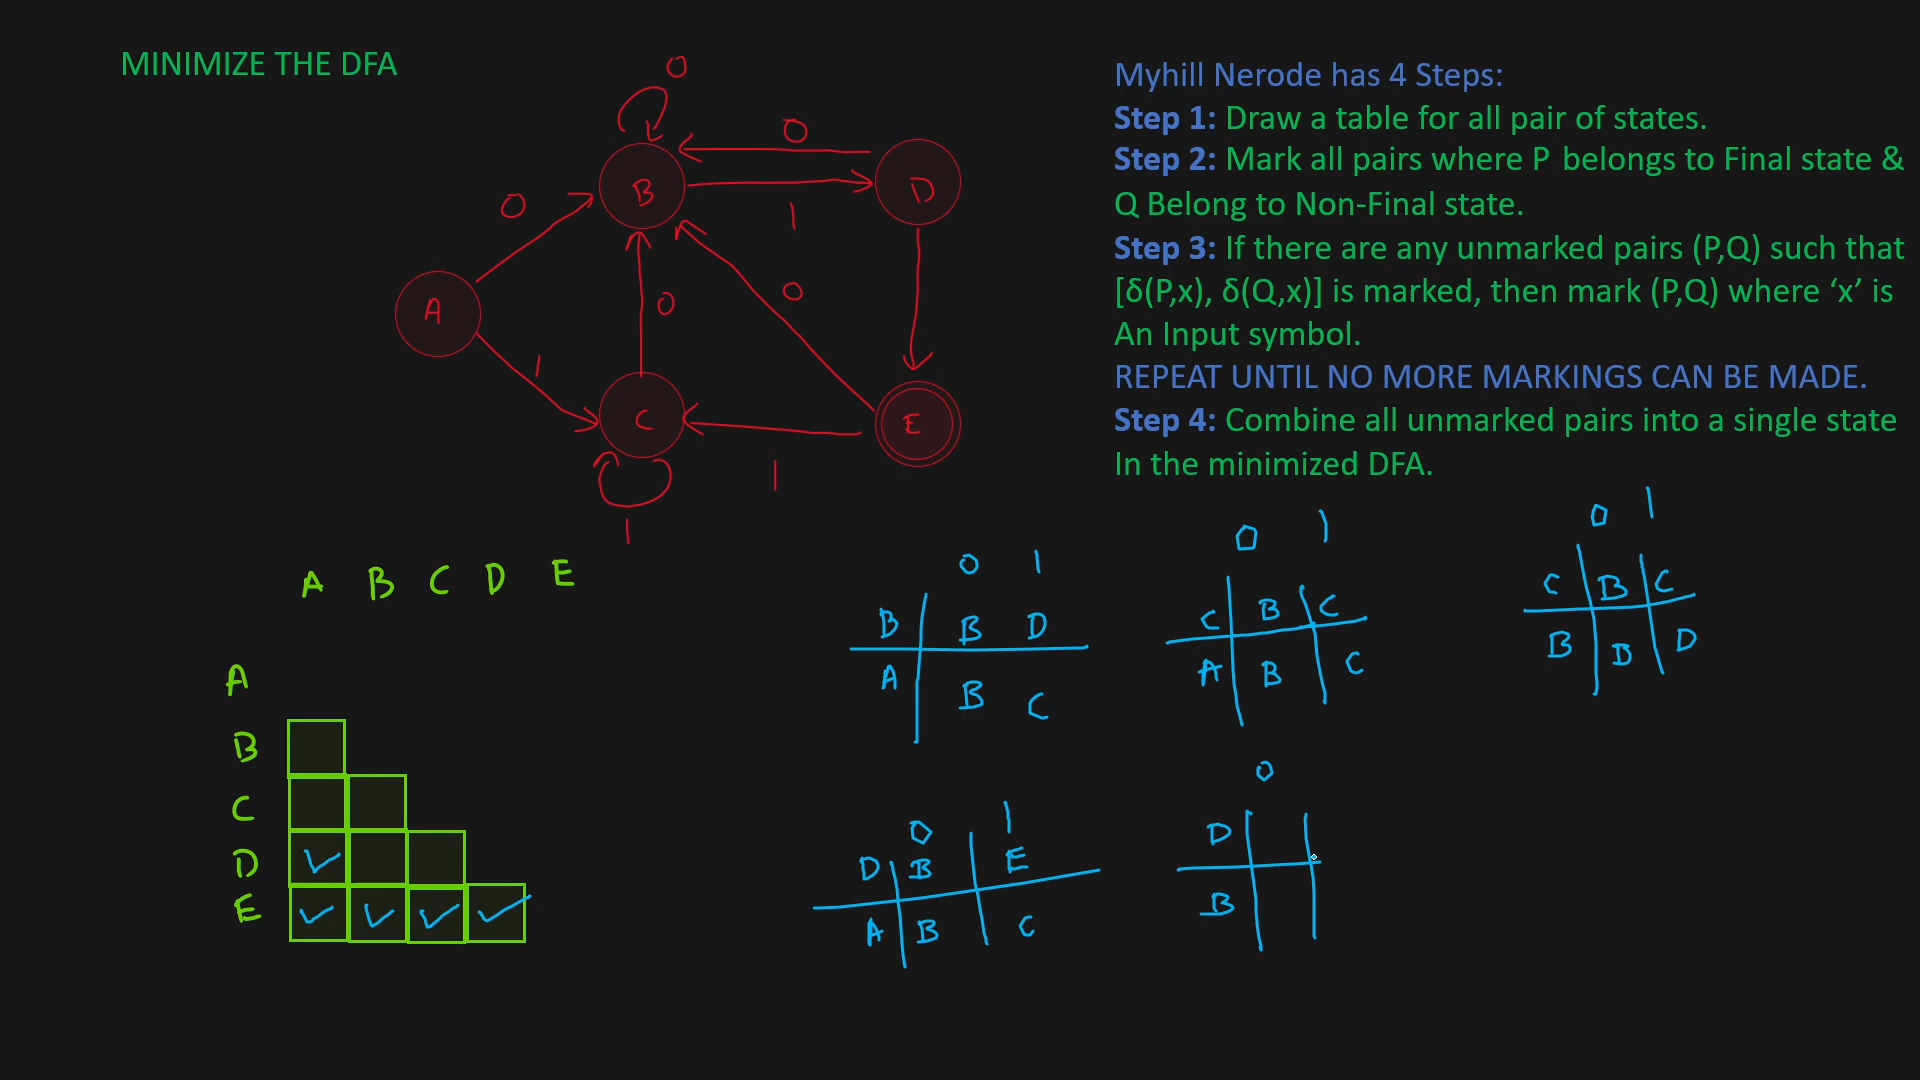 MINIMIZE THE DFA
0
0
0
1
B
D
0
A
0
0
1
C
E
1
1
Myhill Nerode has 4 Steps:
Step 1: Draw a table for all pair of states.
Step 2: Mark all pairs where P belongs to Final state &
Q Belong to Non-Final state.
Step 3: If there are any unmarked pairs (P,Q) such that
[δ(P,x), δ(Q,x)] is marked, then mark (P,Q) where ‘x’ is
An Input symbol.
REPEAT UNTIL NO MORE MARKINGS CAN BE MADE.
Step 4: Combine all unmarked pairs into a single state
In the minimized DFA.
A B C D E
A
B
C
D
E
0 1
B B D
A B C
0 1
C B C
A B C
0 1
C B C
B B D
0 1
D B E
A B C
0
D
B